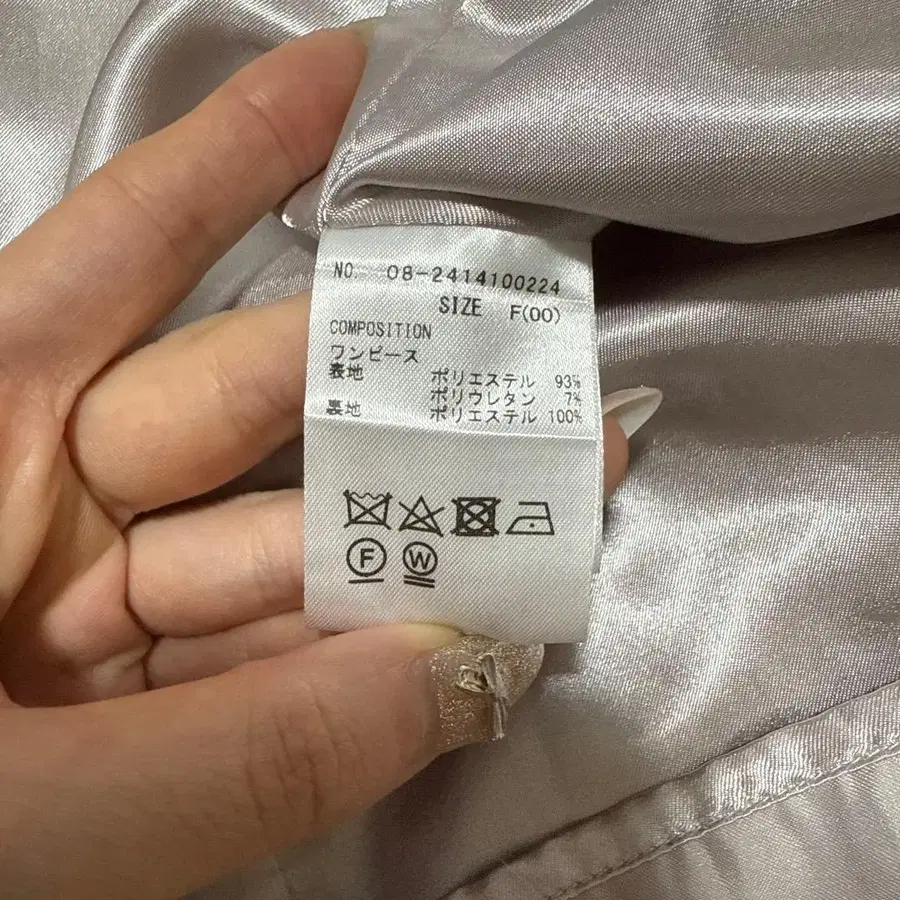 NO 08-2414100224
SIZE F(00)
COMPOSITION
ワンピース
表地 ポリエステル 93%
ポリウレタン 7%
裏地 ポリエステル 100%
F W